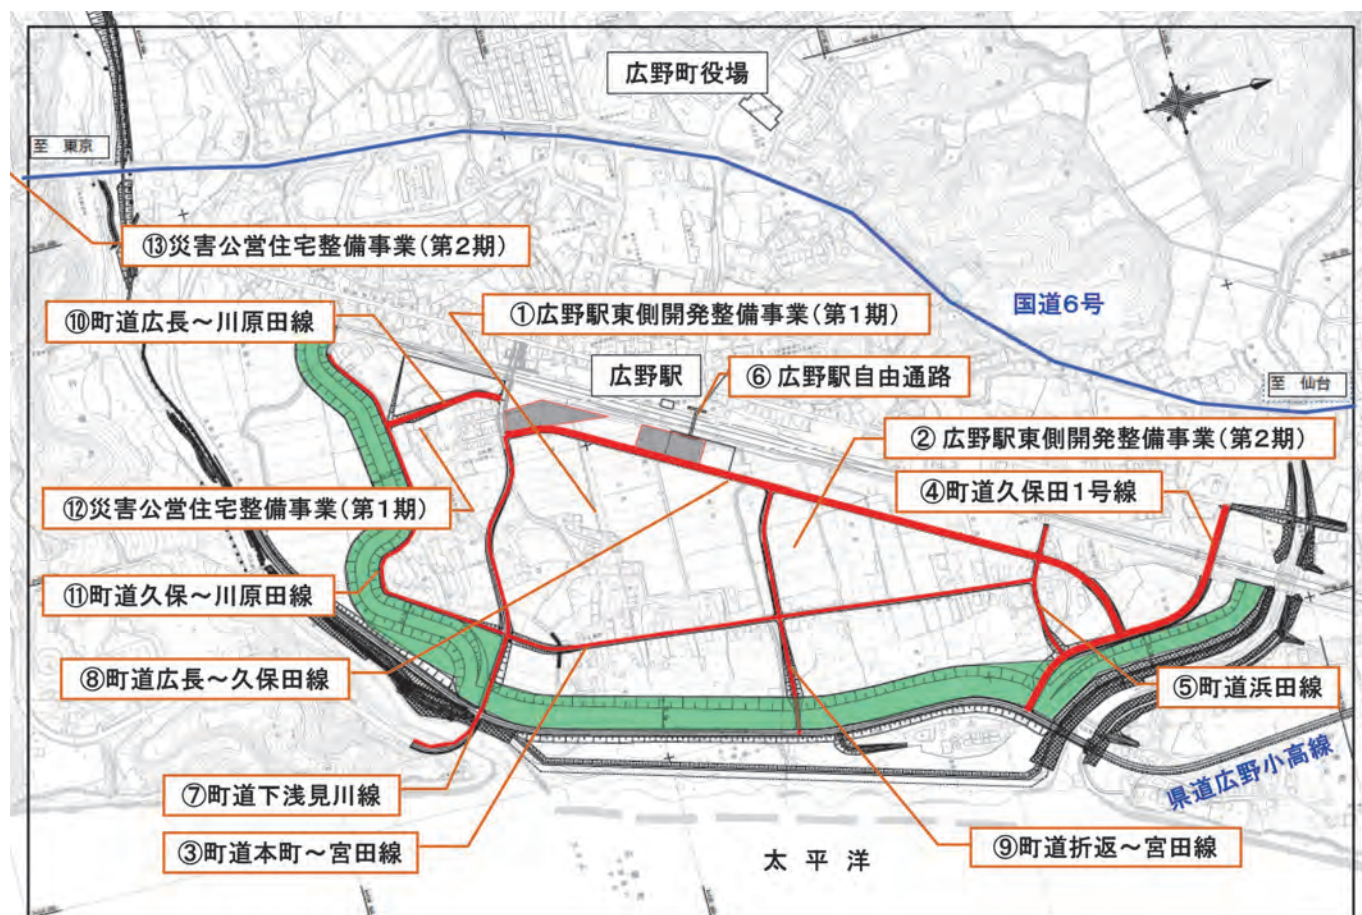 広野町役場
至 東京
⑬災害公営住宅整備事業(第2期)
⑩町道広長～川原田線
①広野駅東側開発整備事業(第1期)
国道6号
広野駅
⑥広野駅自由通路
至 仙台
②広野駅東側開発整備事業(第2期)
④町道久保田1号線
⑫災害公営住宅整備事業(第1期)
⑪町道久保～川原田線
⑧町道広長～久保田線
⑤町道浜田線
県道広野小高線
⑦町道下浅見川線
③町道本町～宮田線
⑨町道折返～宮田線
太平洋